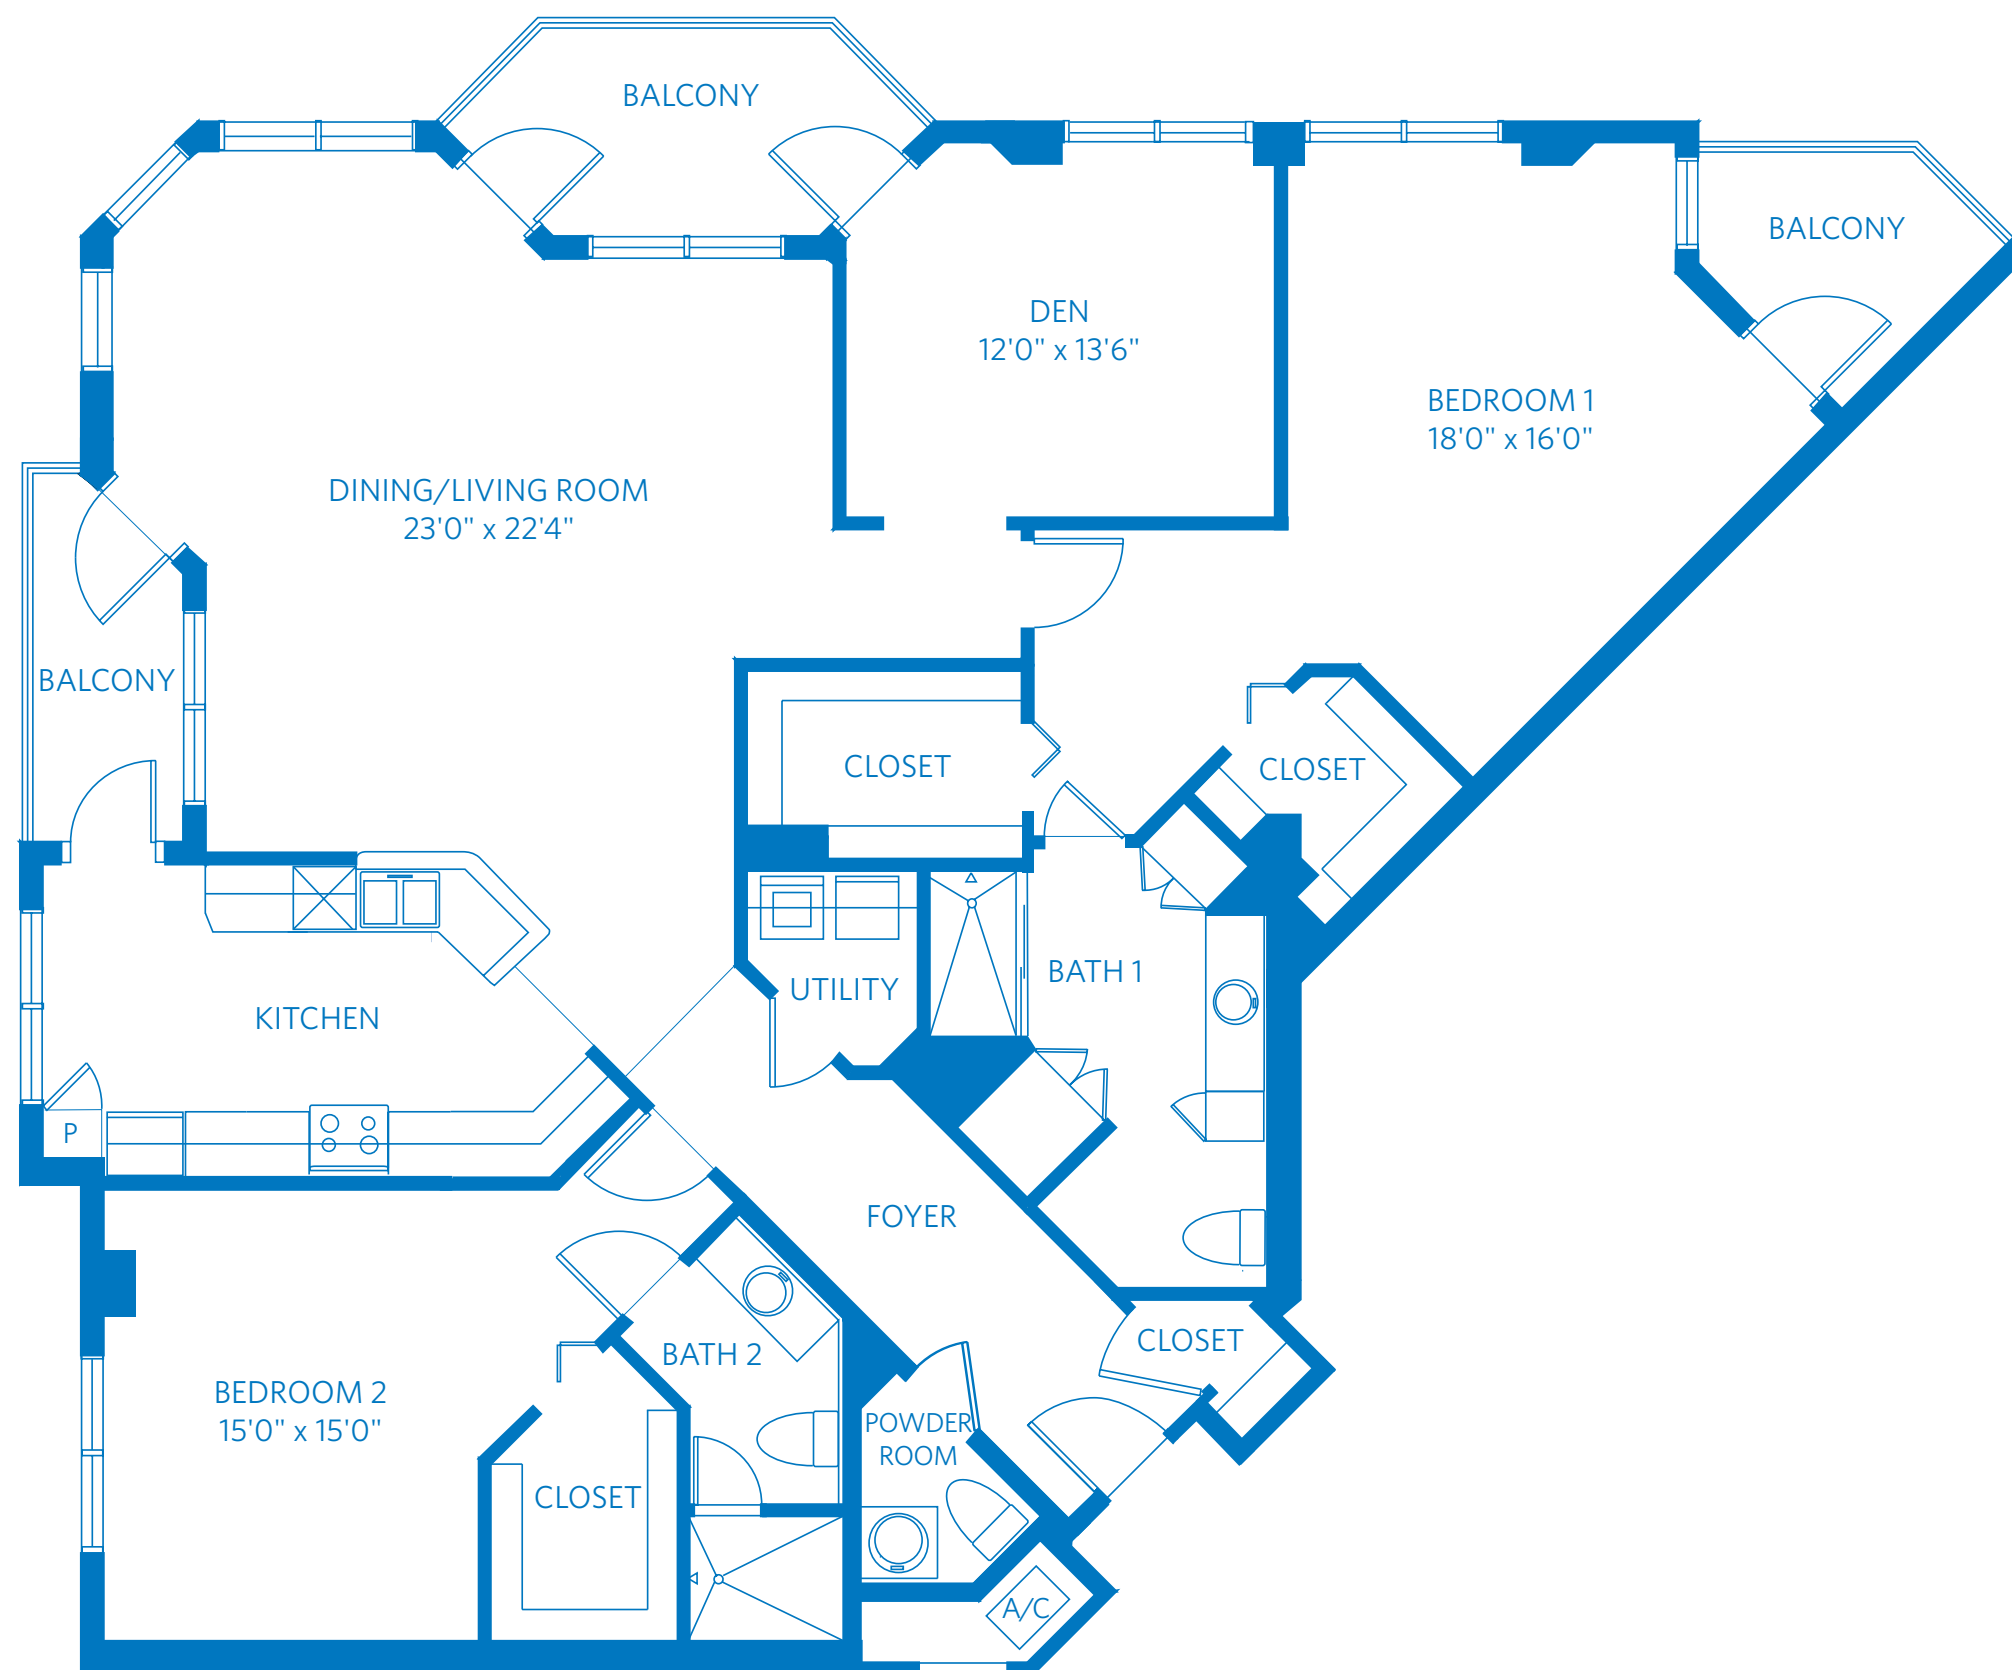 BALCONY
BALCONY
DEN
12'0" x 13'6"
BEDROOM 1
18'0" x 16'0"
DINING/LIVING ROOM
23'0" x 22'4"
BALCONY
CLOSET
CLOSET
BATH 1
UTILITY
KITCHEN
P
FOYER
CLOSET
BATH 2
BEDROOM 2
15'0" x 15'0"
POWDER
ROOM
CLOSET
A/C